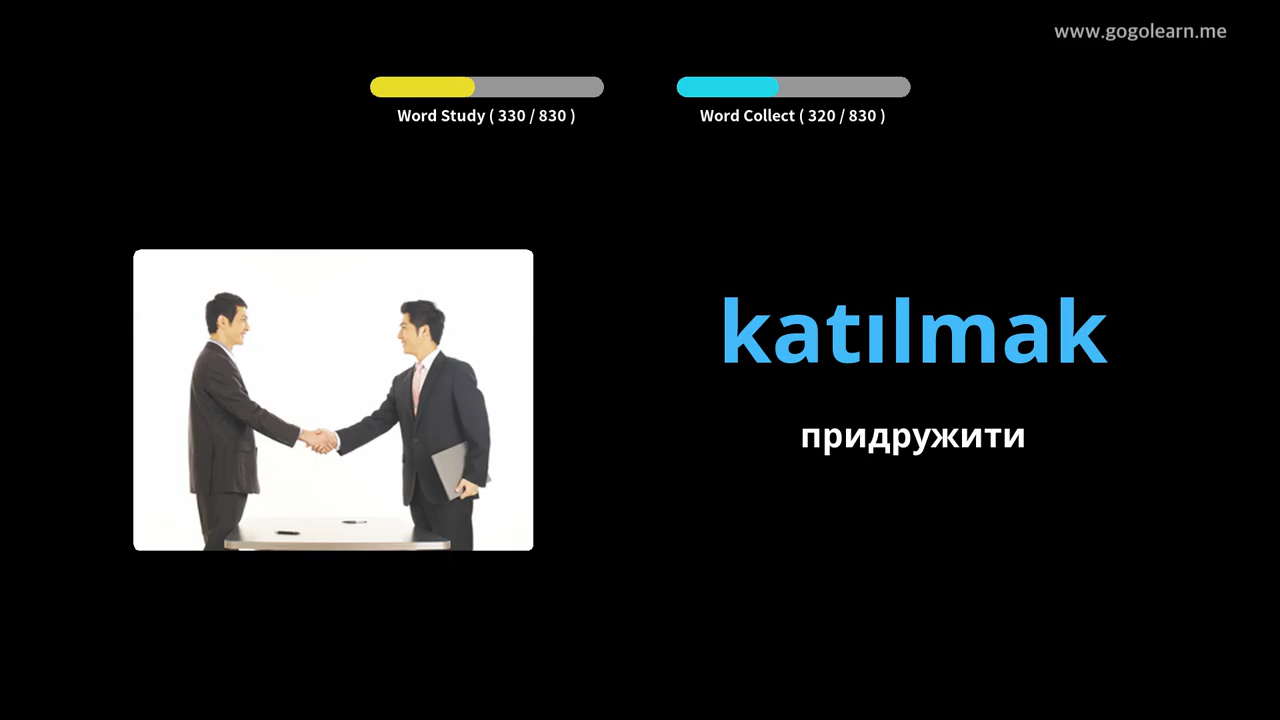 www.gogolearn.me
Word Study ( 330 / 830 )
Word Collect ( 320 / 830 )
katılmak
придружити